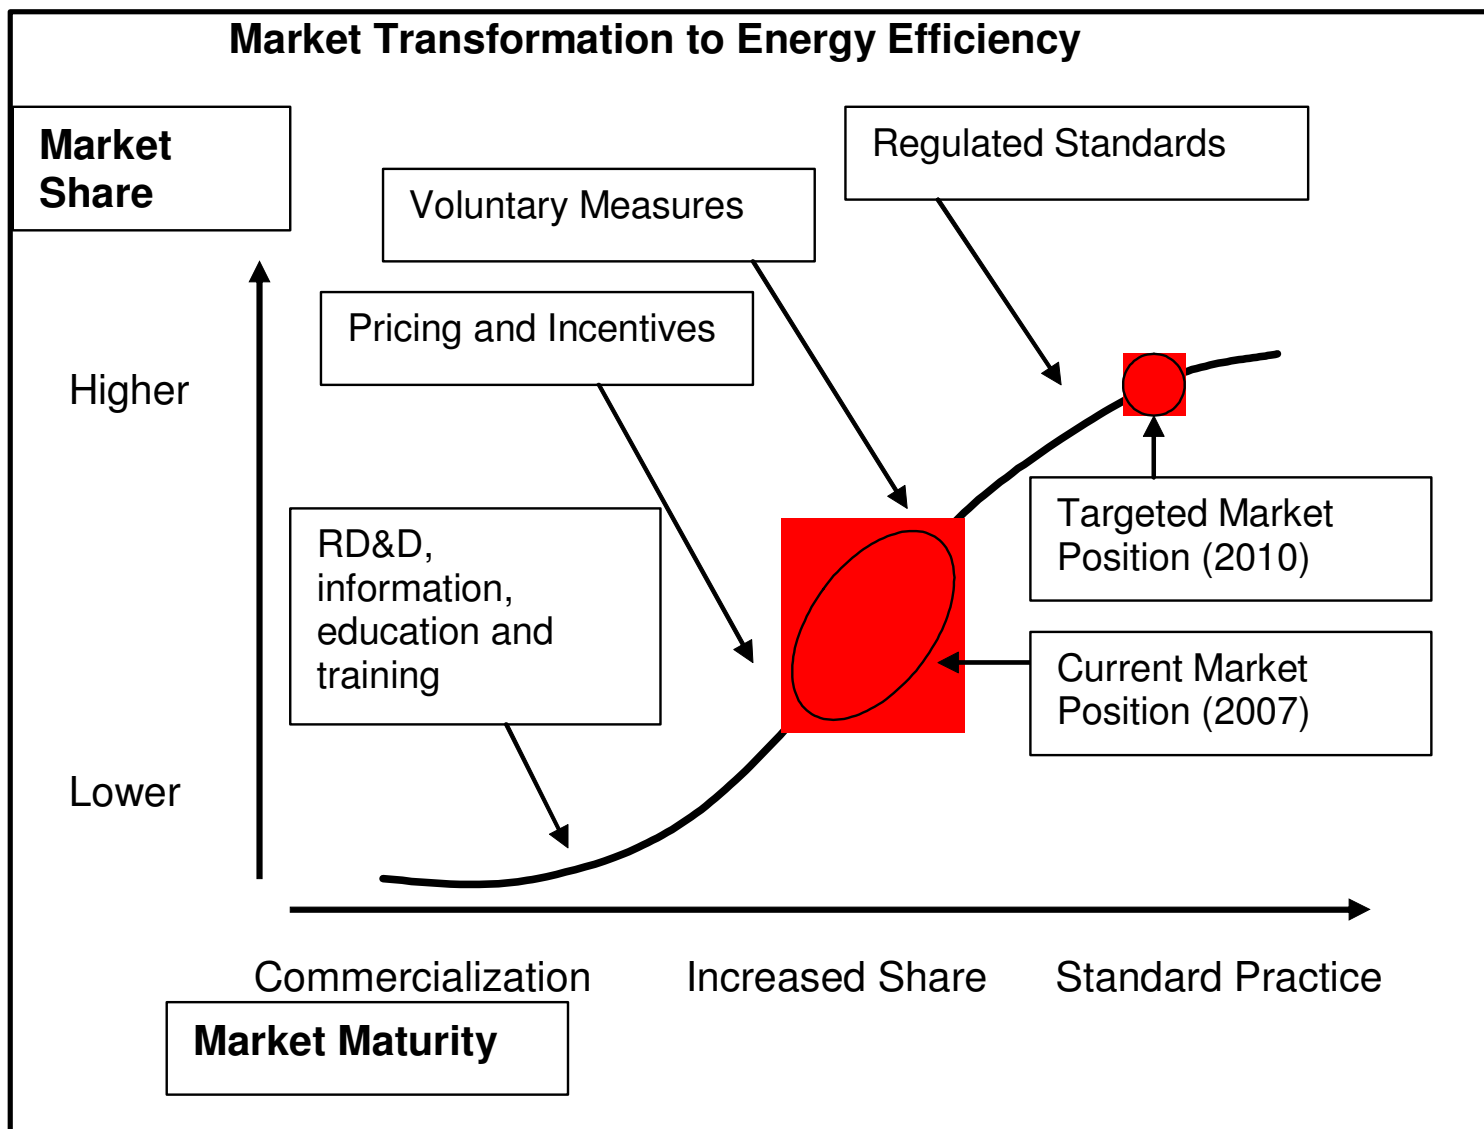 Market Transformation to Energy Efficiency
Market
Share
Regulated Standards
Voluntary Measures
Pricing and Incentives
Higher
RD&D,
information,
education and
training
Targeted Market
Position (2010)
Current Market
Position (2007)
Lower
Commercialization
Increased Share
Standard Practice
Market Maturity